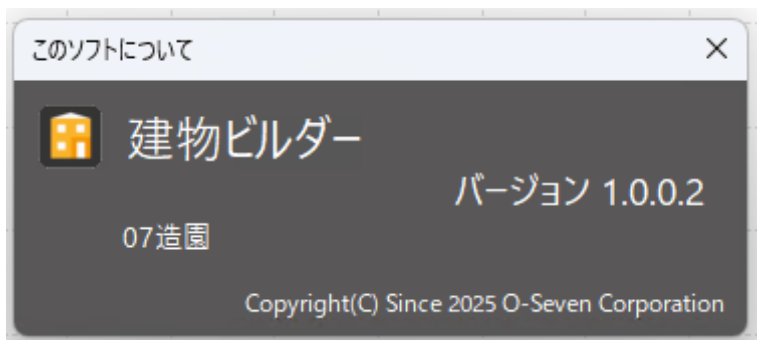 このソフトについて
建物ビルダー
バージョン 1.0.0.2
07造園
Copyright(C) Since 2025 O-Seven Corporation